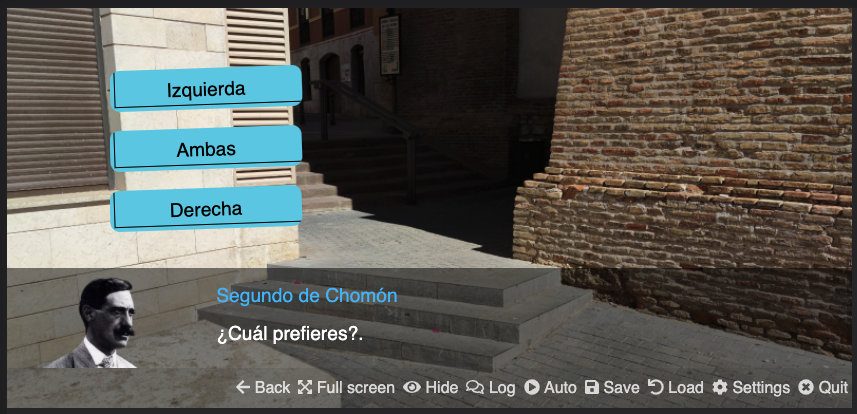 Izquierda
Ambas
Derecha
Segundo de Chomón
¿Cuál prefieres?.
Back Full screen Hide Log Auto Save Load Settings Quit